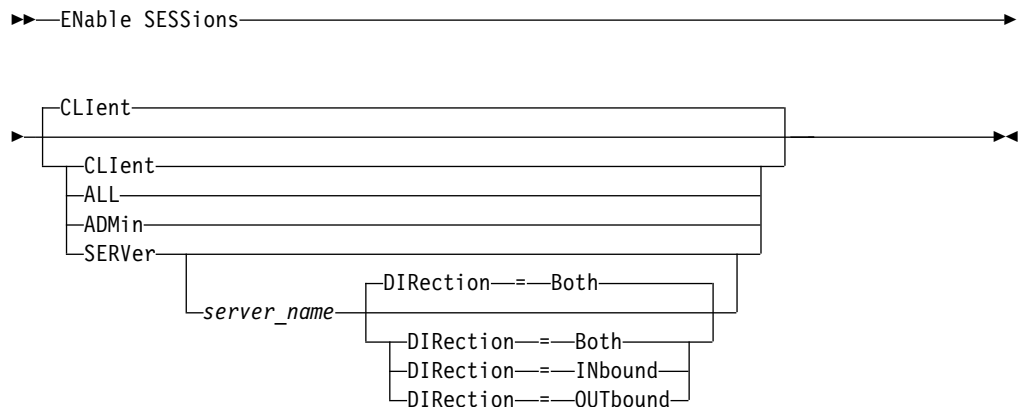 ENable SESSions
CLIent
CLIent
ALL
ADMin
SERVer
DIRection = Both
server_name
DIRection = Both
DIRection = INbound
DIRection = OUTbound